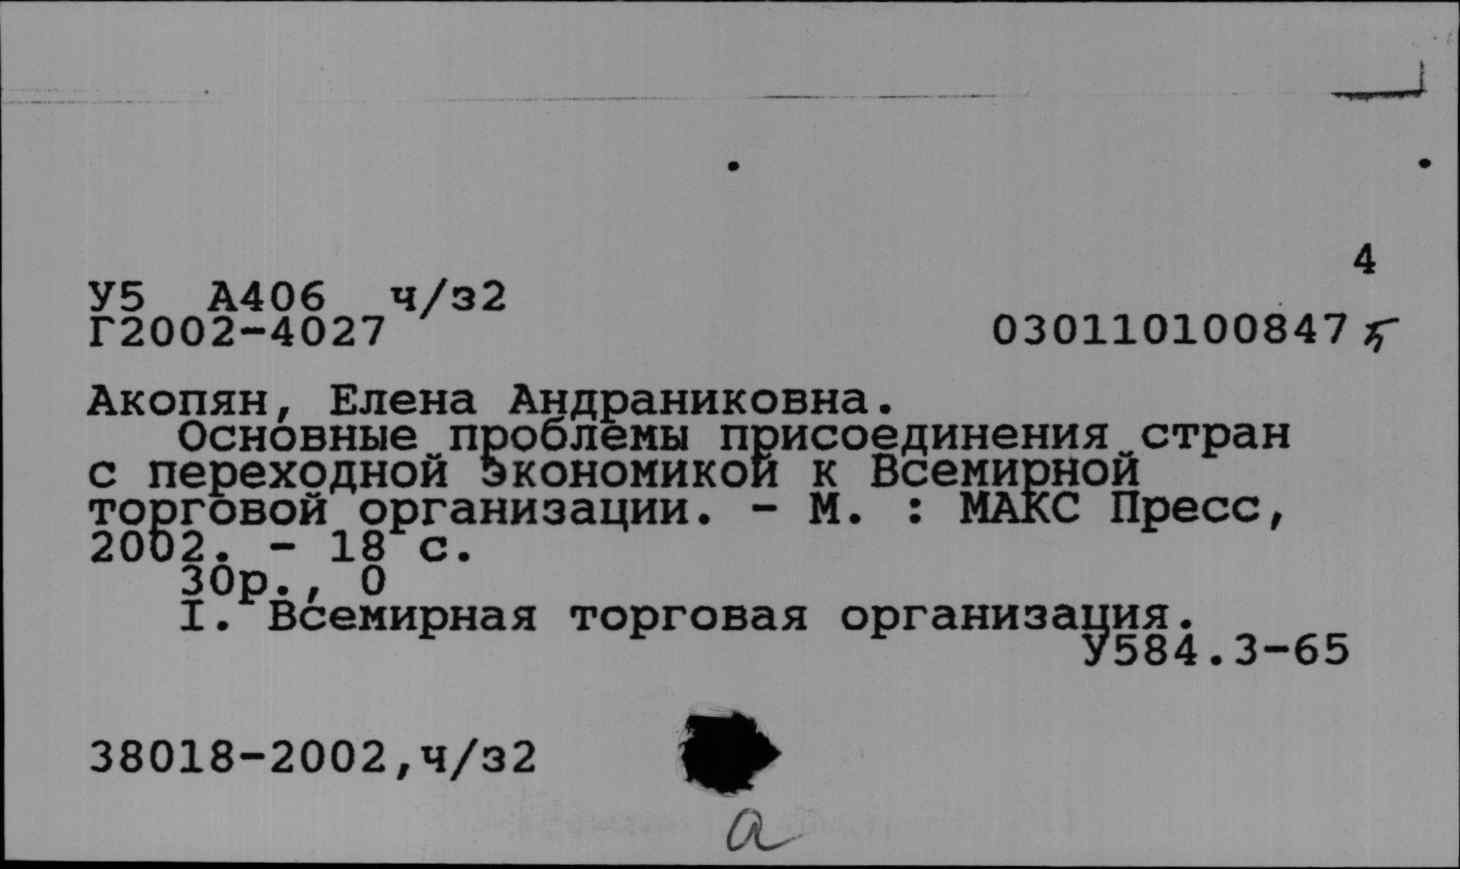 4
У5 А406 ч/з2
Г2002-4027 030110100847
Акопян, Елена Андраниковна.
Основные проблемы присоединения стран
с переходной экономикой к Всемирной
торговой организации. - М. : МАКС Пресс,
2002. - 18 с.
30р., 0
I. Всемирная торговая организация.
У584.3-65
38018-2002,ч/з2
а